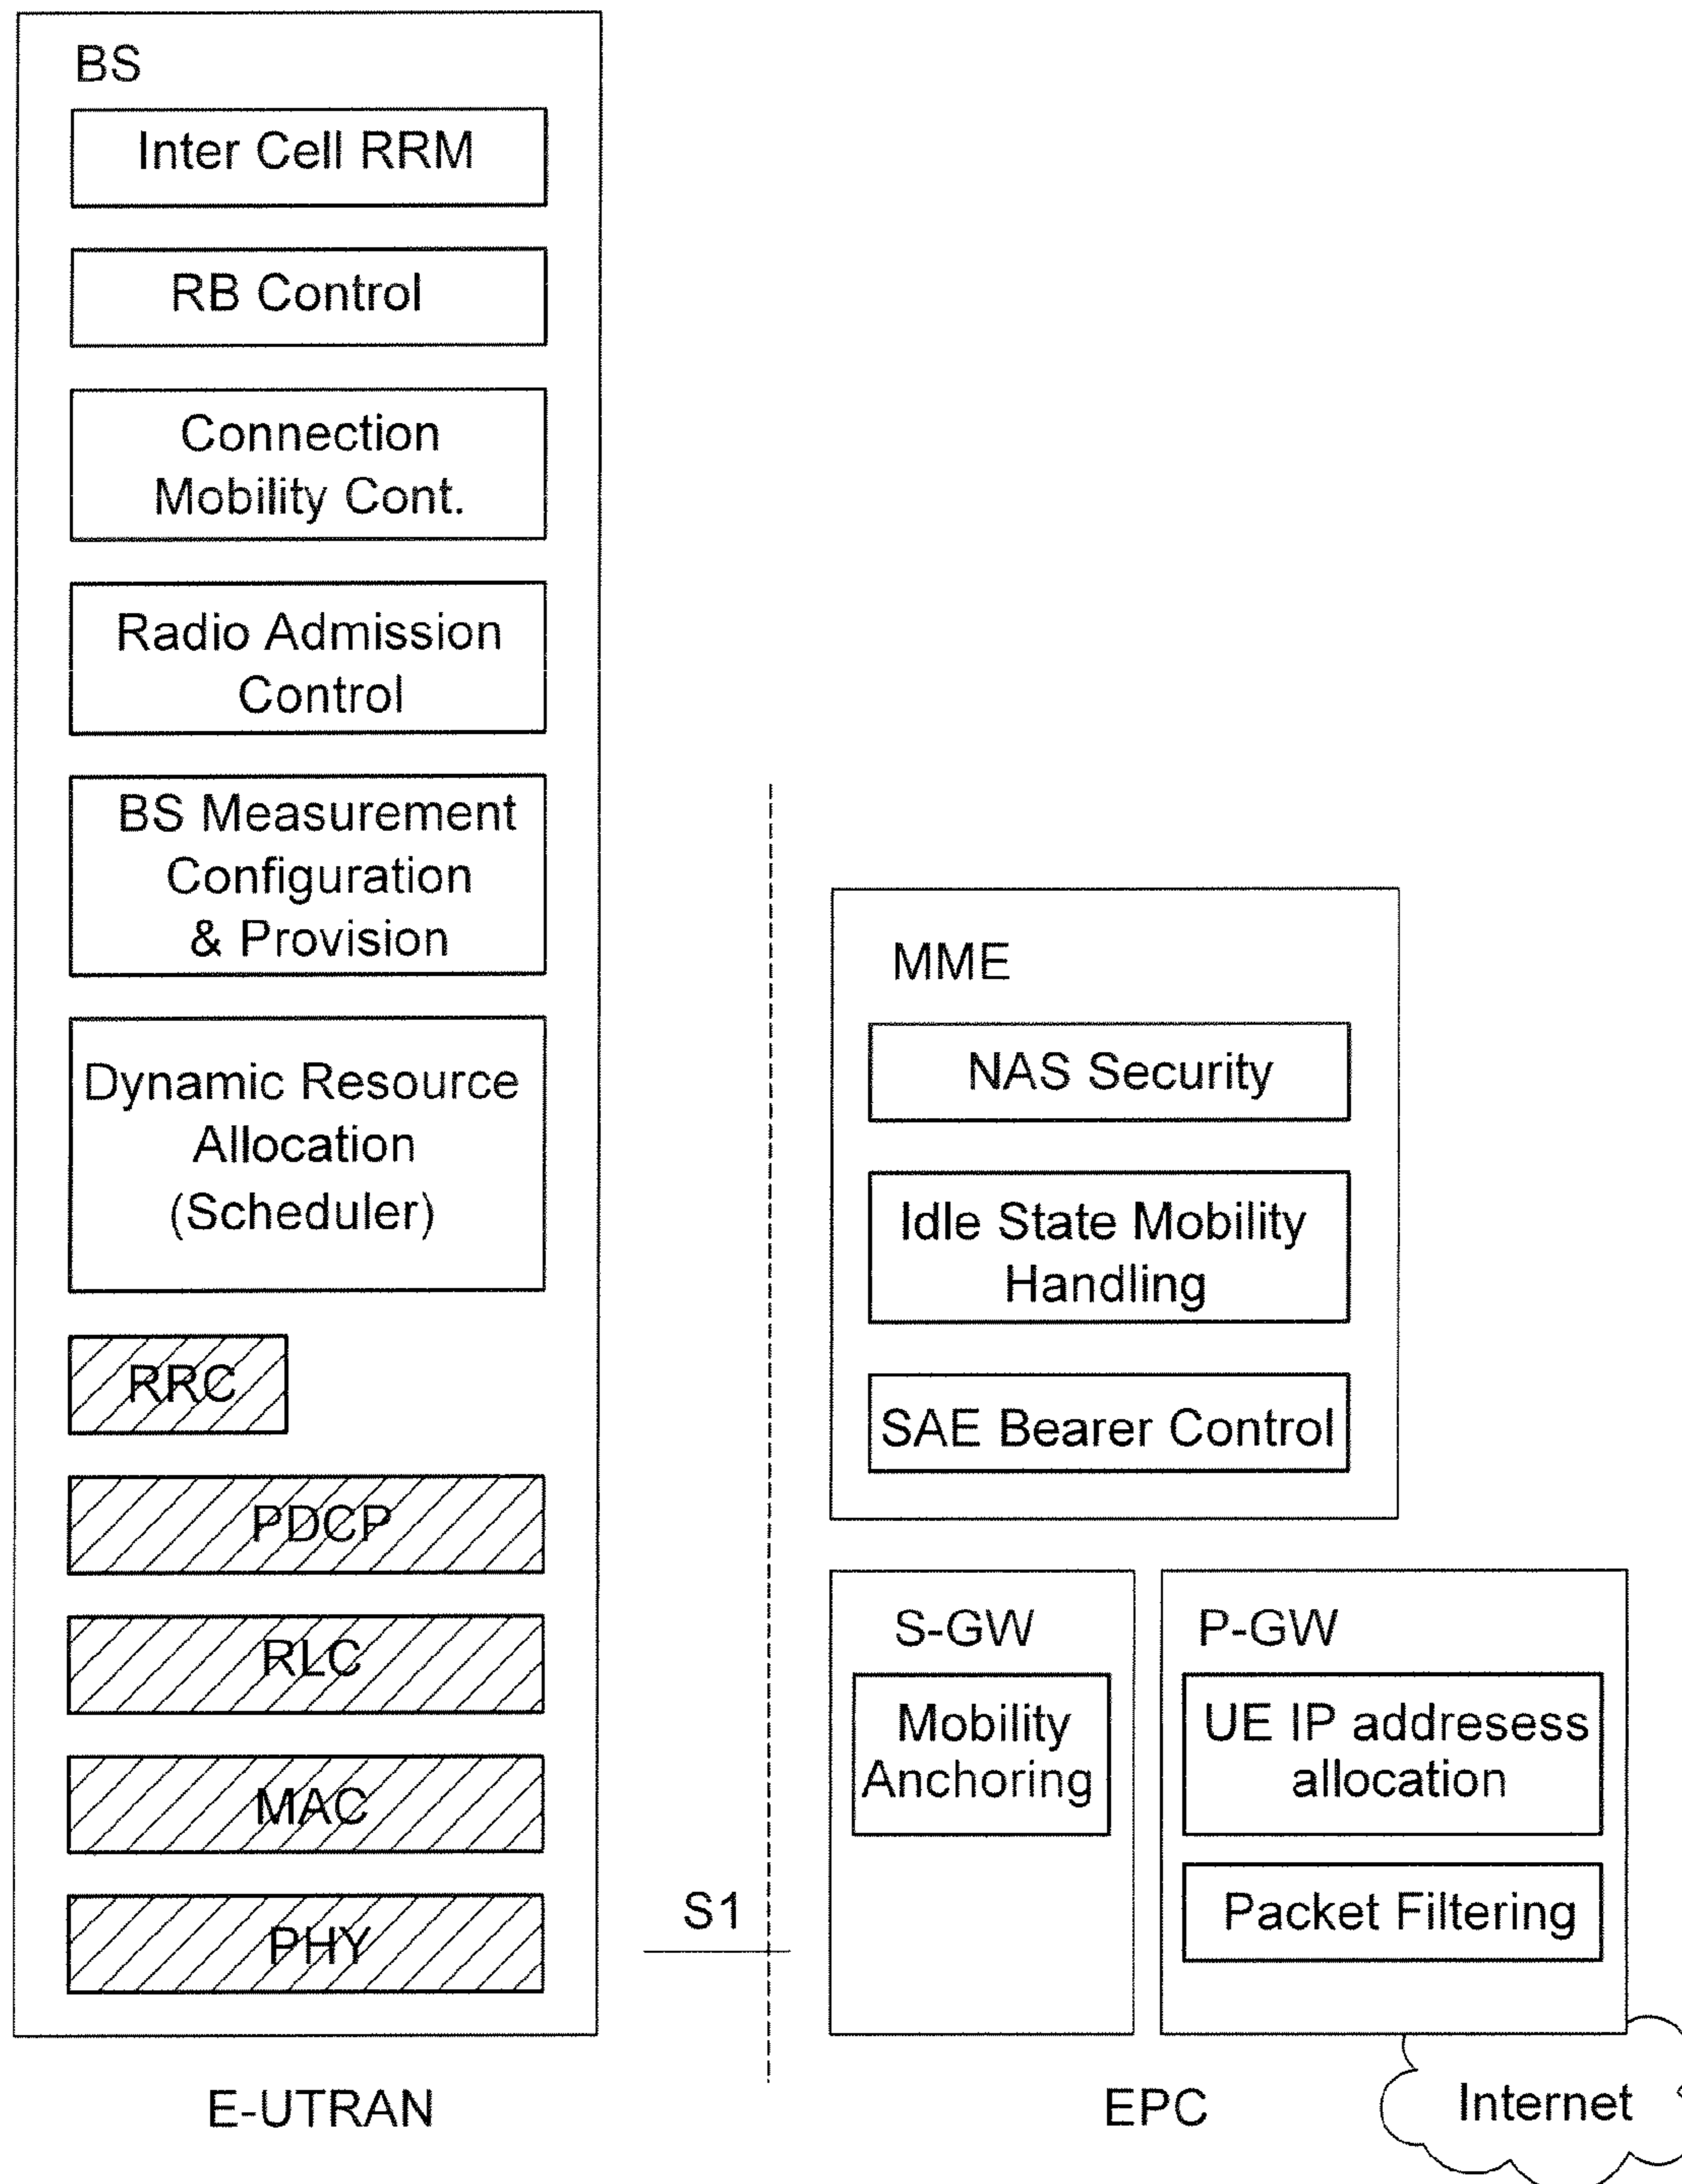 BS
Inter Cell RRM
RB Control
Connection
Mobility Cont.
Radio Admission
Control
BS Measurement
Configuration
& Provision
Dynamic Resource
Allocation
(Scheduler)
RRC
PDCP
RLC
MAC
PHY
E-UTRAN
S1
MME
NAS Security
Idle State Mobility
Handling
SAE Bearer Control
S-GW
Mobility
Anchoring
P-GW
UE IP addresess
allocation
Packet Filtering
EPC
Internet